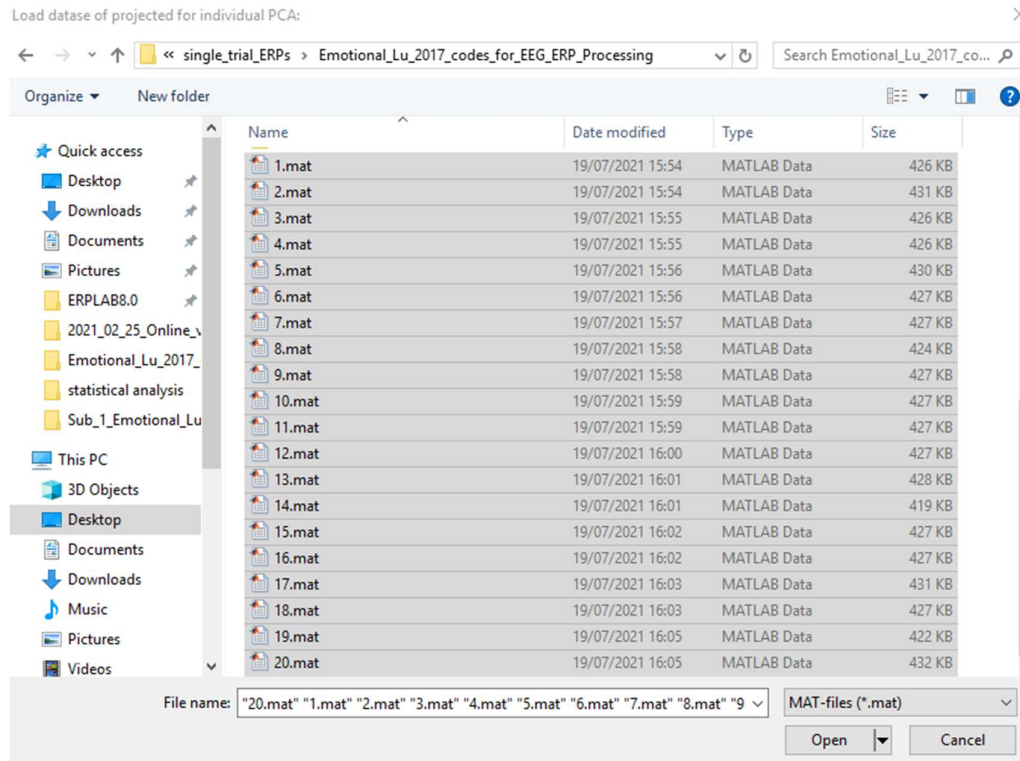 Load datase of projected for individual PCA:
« single_trial_ERPs > Emotional_Lu_2017_codes_for_EEG_ERP_Processing
Search Emotional_Lu_2017_co...
Organize
New folder
Name Date modified Type Size
Quick access
Desktop
Downloads
Documents
Pictures
ERPLAB8.0
2021_02_25_Online_v
Emotional_Lu_2017_
statistical analysis
Sub_1_Emotional_Lu
This PC
3D Objects
Desktop
Documents
Downloads
Music
Pictures
Videos
1.mat 19/07/2021 15:54 MATLAB Data 426 KB
2.mat 19/07/2021 15:54 MATLAB Data 431 KB
3.mat 19/07/2021 15:55 MATLAB Data 426 KB
4.mat 19/07/2021 15:55 MATLAB Data 426 KB
5.mat 19/07/2021 15:56 MATLAB Data 430 KB
6.mat 19/07/2021 15:56 MATLAB Data 427 KB
7.mat 19/07/2021 15:57 MATLAB Data 427 KB
8.mat 19/07/2021 15:58 MATLAB Data 424 KB
9.mat 19/07/2021 15:58 MATLAB Data 427 KB
10.mat 19/07/2021 15:59 MATLAB Data 427 KB
11.mat 19/07/2021 15:59 MATLAB Data 427 KB
12.mat 19/07/2021 16:00 MATLAB Data 427 KB
13.mat 19/07/2021 16:01 MATLAB Data 428 KB
14.mat 19/07/2021 16:01 MATLAB Data 419 KB
15.mat 19/07/2021 16:02 MATLAB Data 427 KB
16.mat 19/07/2021 16:02 MATLAB Data 427 KB
17.mat 19/07/2021 16:03 MATLAB Data 431 KB
18.mat 19/07/2021 16:03 MATLAB Data 427 KB
19.mat 19/07/2021 16:05 MATLAB Data 422 KB
20.mat 19/07/2021 16:05 MATLAB Data 432 KB
File name: "20.mat" "1.mat" "2.mat" "3.mat" "4.mat" "5.mat" "6.mat" "7.mat" "8.mat" "9
MAT-files (*.mat)
Open
Cancel